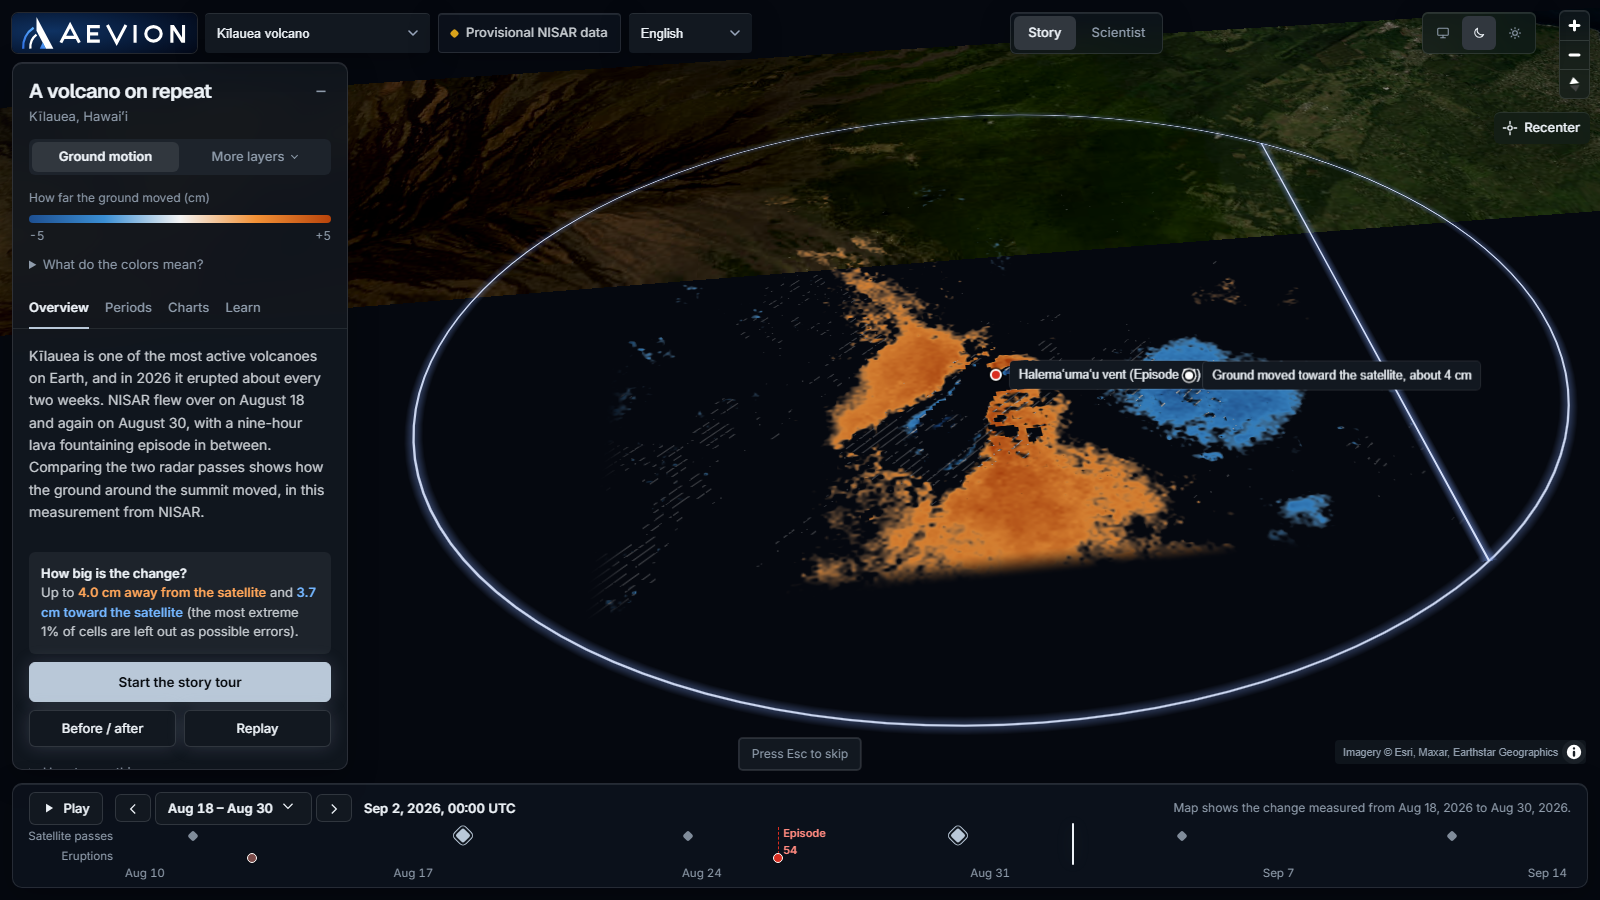 AEVION
Kīlauea volcano
Provisional NISAR data
English
Story
Scientist
A volcano on repeat
Kīlauea, Hawaiʻi
Ground motion
More layers
How far the ground moved (cm)
-5
+5
What do the colors mean?
Overview
Periods
Charts
Learn
Kīlauea is one of the most active volcanoes
on Earth, and in 2026 it erupted about every
two weeks. NISAR flew over on August 18
and again on August 30, with a nine-hour
lava fountaining episode in between.
Comparing the two radar passes shows how
the ground around the summit moved, in this
measurement from NISAR.
How big is the change?
Up to 4.0 cm away from the satellite and 3.7
cm toward the satellite (the most extreme
1% of cells are left out as possible errors).
Start the story tour
Before / after
Replay
Recenter
Halemaʻumaʻu vent (Episode
Ground moved toward the satellite, about 4 cm
Press Esc to skip
Imagery © Esri, Maxar, Earthstar Geographics
Play
Aug 18 – Aug 30
Sep 2, 2026, 00:00 UTC
Map shows the change measured from Aug 18, 2026 to Aug 30, 2026.
Satellite passes
Eruptions
Episode
54
Aug 10
Aug 17
Aug 24
Aug 31
Sep 7
Sep 14